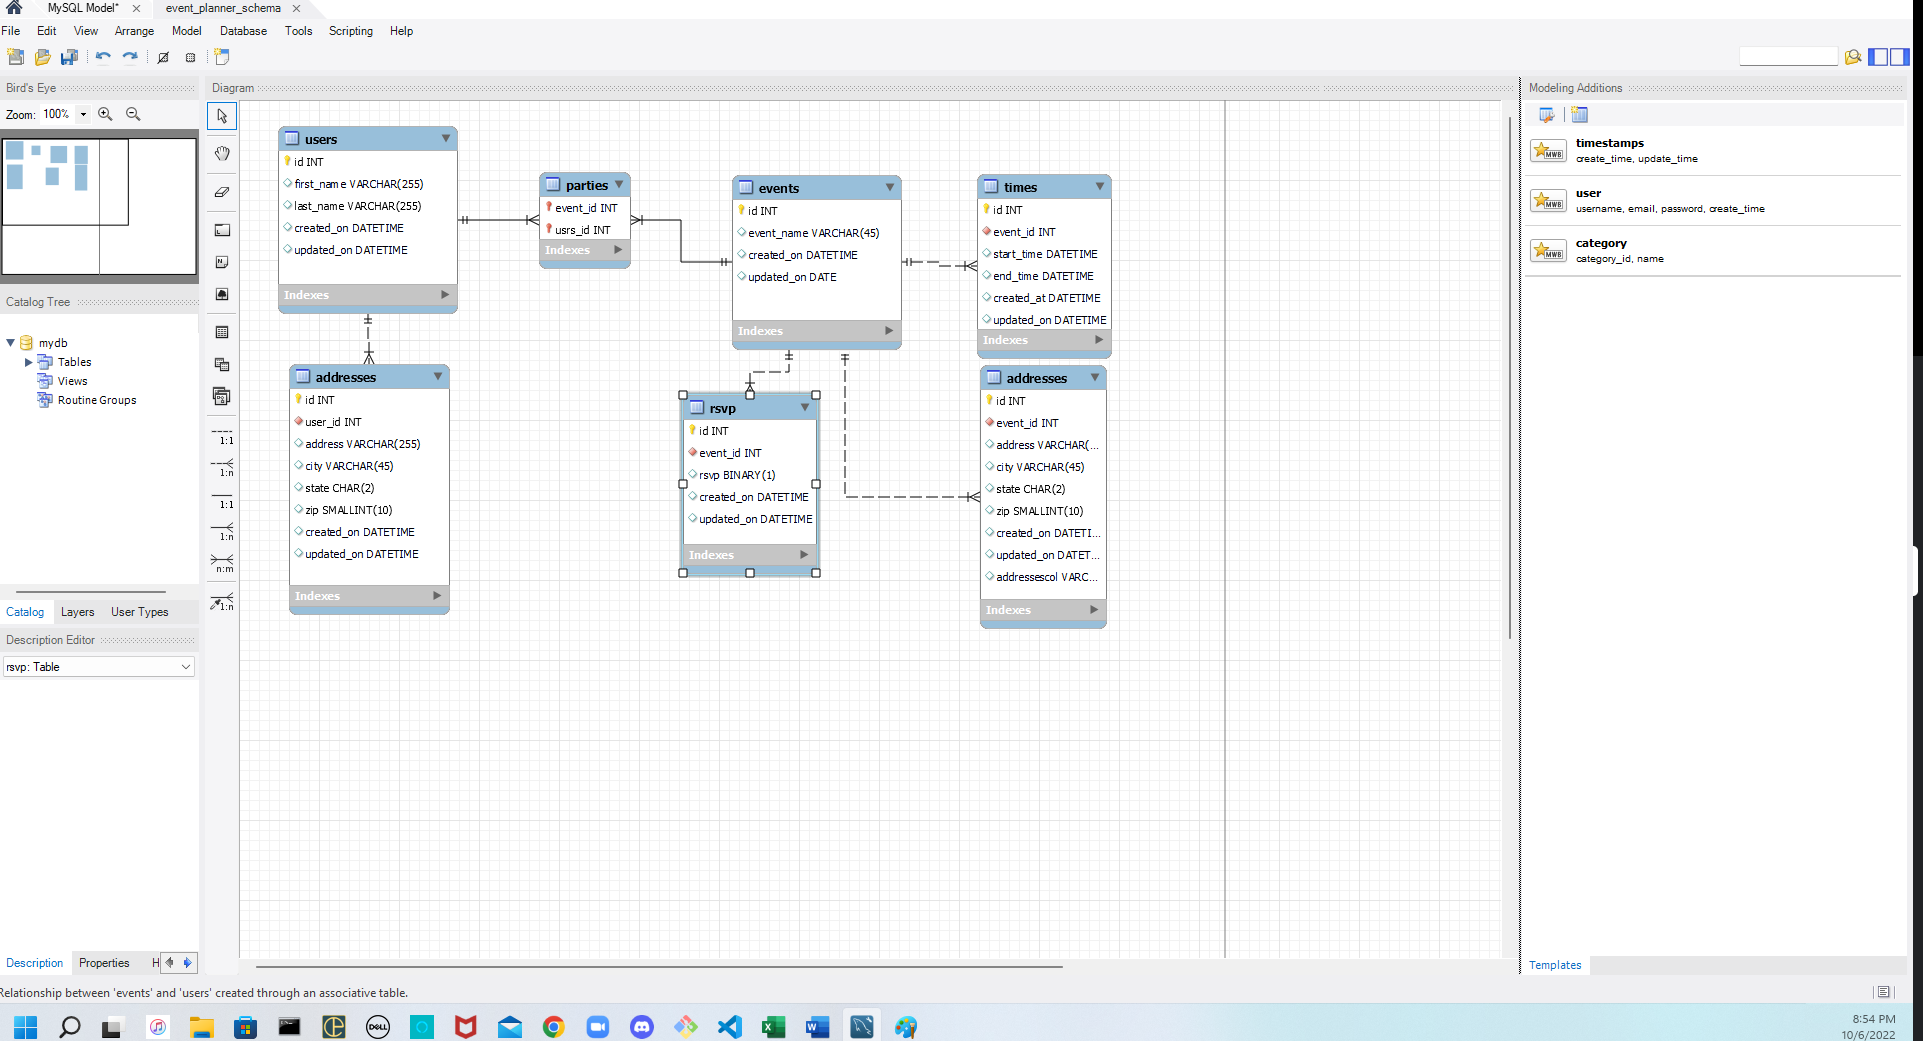 MySQL Model*
event_planner_schema
File Edit View Arrange Model Database Tools Scripting Help
Bird's Eye
Zoom: 100%
Catalog Tree
mydb
Tables
Views
Routine Groups
Catalog Layers User Types
Description Editor
rsvp: Table
Description Properties H
Diagram
1:1
1:n
1:1
1:n
n:m
1:n
users
id INT
first_name VARCHAR(255)
last_name VARCHAR(255)
created_on DATETIME
updated_on DATETIME
Indexes
parties
event_id INT
usrs_id INT
Indexes
events
id INT
event_name VARCHAR(45)
created_on DATETIME
updated_on DATE
Indexes
times
id INT
event_id INT
start_time DATETIME
end_time DATETIME
created_at DATETIME
updated_on DATETIME
Indexes
addresses
id INT
user_id INT
address VARCHAR(255)
city VARCHAR(45)
state CHAR(2)
zip SMALLINT(10)
created_on DATETIME
updated_on DATETIME
Indexes
rsvp
id INT
event_id INT
rsvp BINARY(1)
created_on DATETIME
updated_on DATETIME
Indexes
addresses
id INT
event_id INT
address VARCHAR(...
city VARCHAR(45)
state CHAR(2)
zip SMALLINT(10)
created_on DATETI...
updated_on DATET...
addressescol VARC...
Indexes
Modeling Additions
MWB
timestamps
create_time, update_time
MWB
user
username, email, password, create_time
MWB
category
category_id, name
Templates
Relationship between 'events' and 'users' created through an associative table.
DELL
8:54 PM
10/6/2022